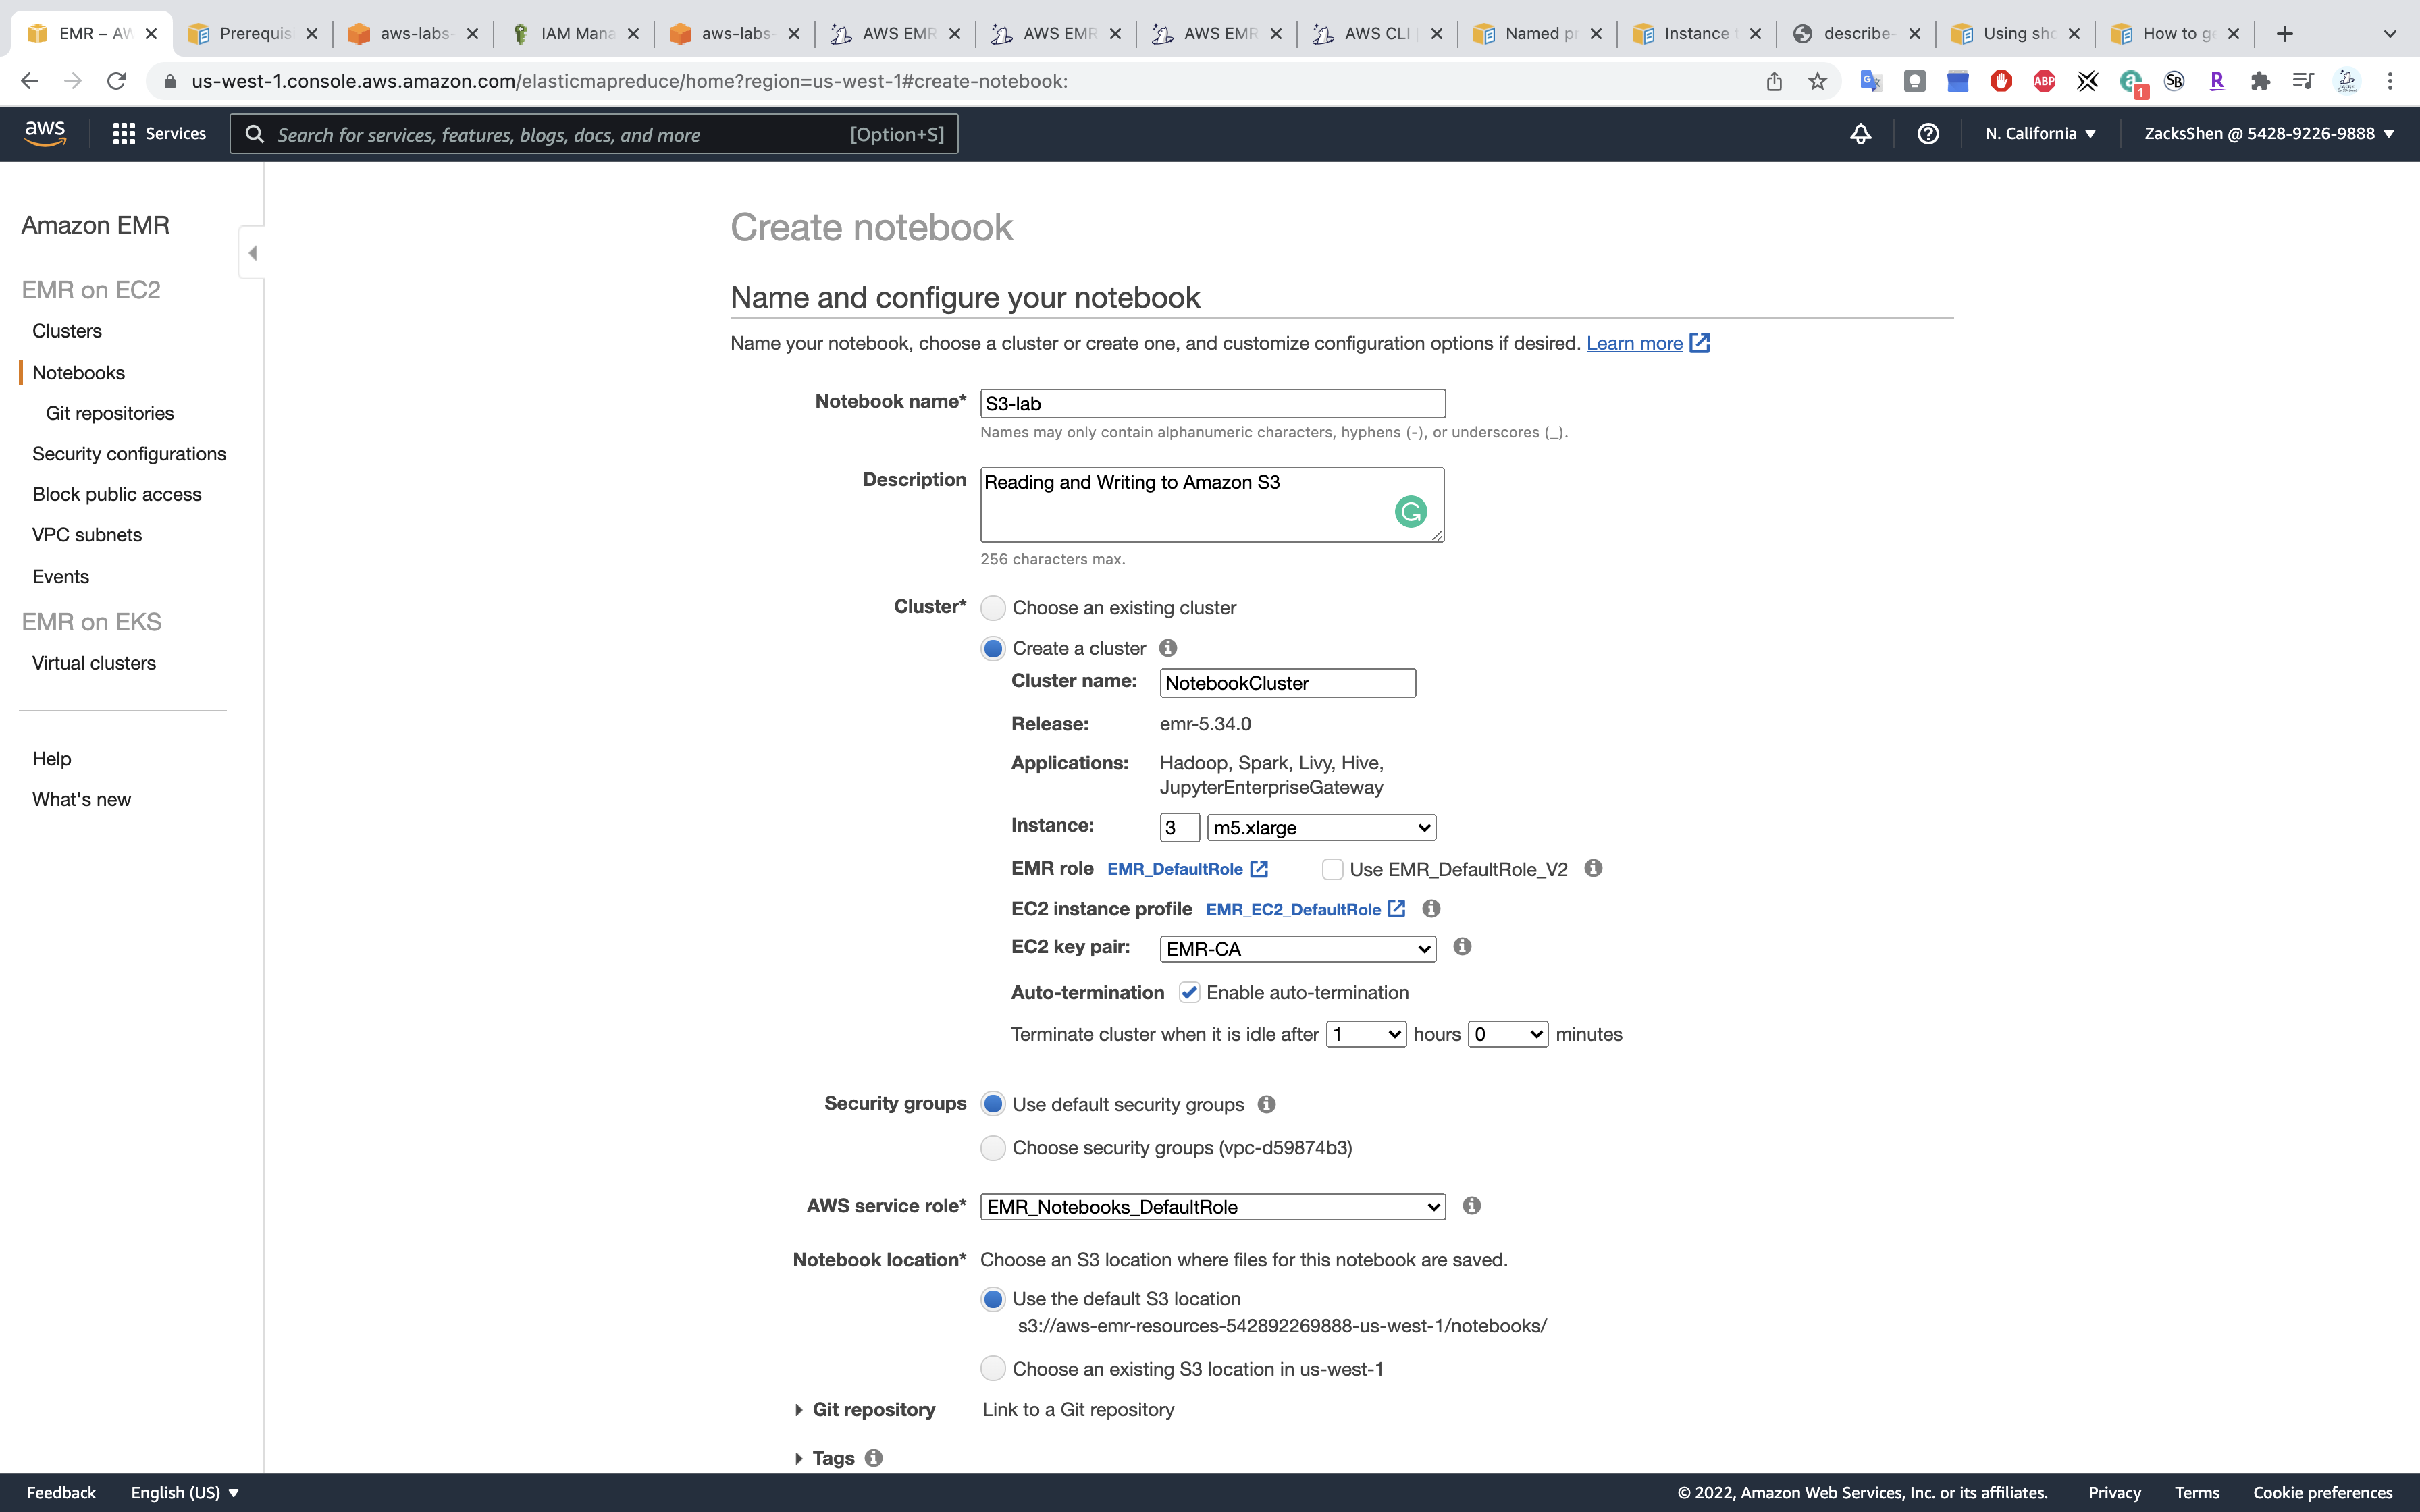 EMR – AW
Prerequis
aws-labs-
IAM Mana
aws-labs-
AWS EMR
AWS EMR
AWS EMR
AWS CLI
Named p
Instance
describe-
Using sh
How to g
us-west-1.console.aws.amazon.com/elasticmapreduce/home?region=us-west-1#create-notebook:
ABP
1
SB
R
aws
Services
Search for services, features, blogs, docs, and more
[Option+S]
N. California
ZacksShen @ 5428-9226-9888
Amazon EMR
EMR on EC2
Clusters
Notebooks
Git repositories
Security configurations
Block public access
VPC subnets
Events
EMR on EKS
Virtual clusters
Help
What's new
Create notebook
Name and configure your notebook
Name your notebook, choose a cluster or create one, and customize configuration options if desired. Learn more
Notebook name* S3-lab
Names may only contain alphanumeric characters, hyphens (-), or underscores (_).
Description Reading and Writing to Amazon S3
256 characters max.
Cluster* Choose an existing cluster
Create a cluster
Cluster name: NotebookCluster
Release: emr-5.34.0
Applications: Hadoop, Spark, Livy, Hive,
JupyterEnterpriseGateway
Instance: 3 m5.xlarge
EMR role EMR_DefaultRole Use EMR_DefaultRole_V2
EC2 instance profile EMR_EC2_DefaultRole
EC2 key pair: EMR-CA
Auto-termination Enable auto-termination
Terminate cluster when it is idle after 1 hours 0 minutes
Security groups Use default security groups
Choose security groups (vpc-d59874b3)
AWS service role* EMR_Notebooks_DefaultRole
Notebook location* Choose an S3 location where files for this notebook are saved.
Use the default S3 location
s3://aws-emr-resources-542892269888-us-west-1/notebooks/
Choose an existing S3 location in us-west-1
Git repository Link to a Git repository
Tags
Feedback English (US)
© 2022, Amazon Web Services, Inc. or its affiliates. Privacy Terms Cookie preferences